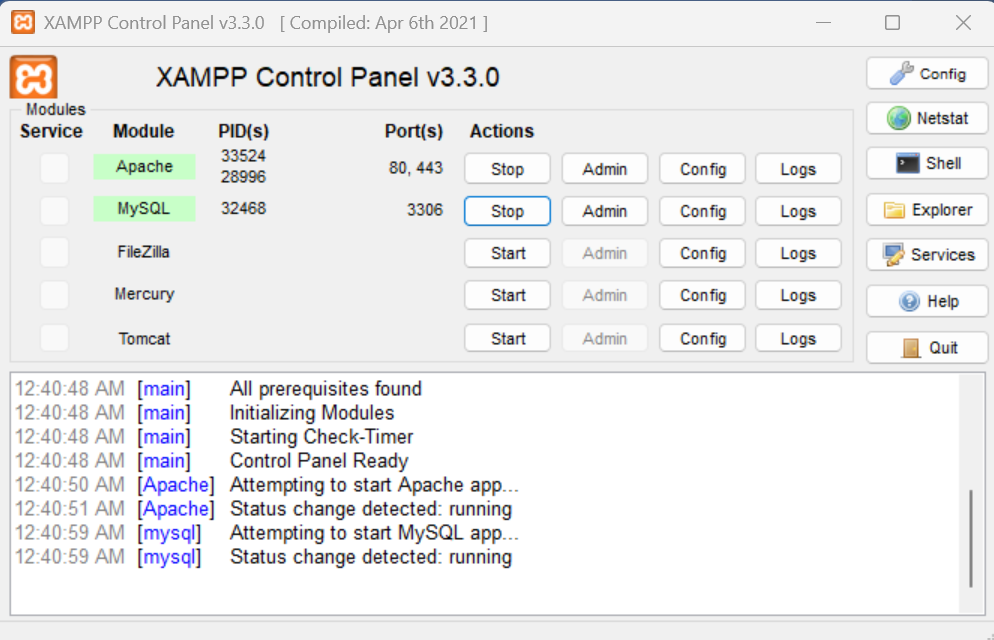 XAMPP Control Panel v3.3.0 [ Compiled: Apr 6th 2021 ]
XAMPP Control Panel v3.3.0
Config
Modules
Service Module PID(s) Port(s) Actions
Netstat
Apache 33524 28996 80, 443 Stop Admin Config Logs
Shell
MySQL 32468 3306 Stop Admin Config Logs
Explorer
FileZilla Start Admin Config Logs
Services
Mercury Start Admin Config Logs
Help
Tomcat Start Admin Config Logs
Quit
12:40:48 AM [main] All prerequisites found
12:40:48 AM [main] Initializing Modules
12:40:48 AM [main] Starting Check-Timer
12:40:48 AM [main] Control Panel Ready
12:40:50 AM [Apache] Attempting to start Apache app...
12:40:51 AM [Apache] Status change detected: running
12:40:59 AM [mysql] Attempting to start MySQL app...
12:40:59 AM [mysql] Status change detected: running